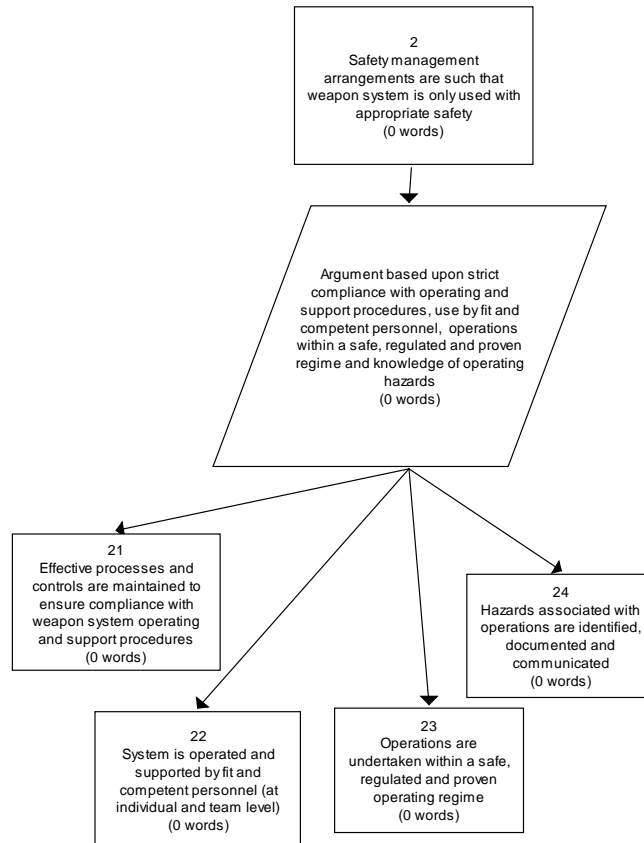 2
Safety management
arrangements are such that
weapon system is only used with
appropriate safety
(0 words)
Argument based upon strict
compliance with operating and
support procedures, use by fit and
competent personnel, operations
within a safe, regulated and proven
regime and knowledge of operating
hazards
(0 words)
21
Effective processes and
controls are maintained to
ensure compliance with
weapon system operating
and support procedures
(0 words)
24
Hazards associated with
operations are identified,
documented and
communicated
(0 words)
22
System is operated and
supported by fit and
competent personnel (at
individual and team level)
(0 words)
23
Operations are
undertaken within a safe,
regulated and proven
operating regime
(0 words)